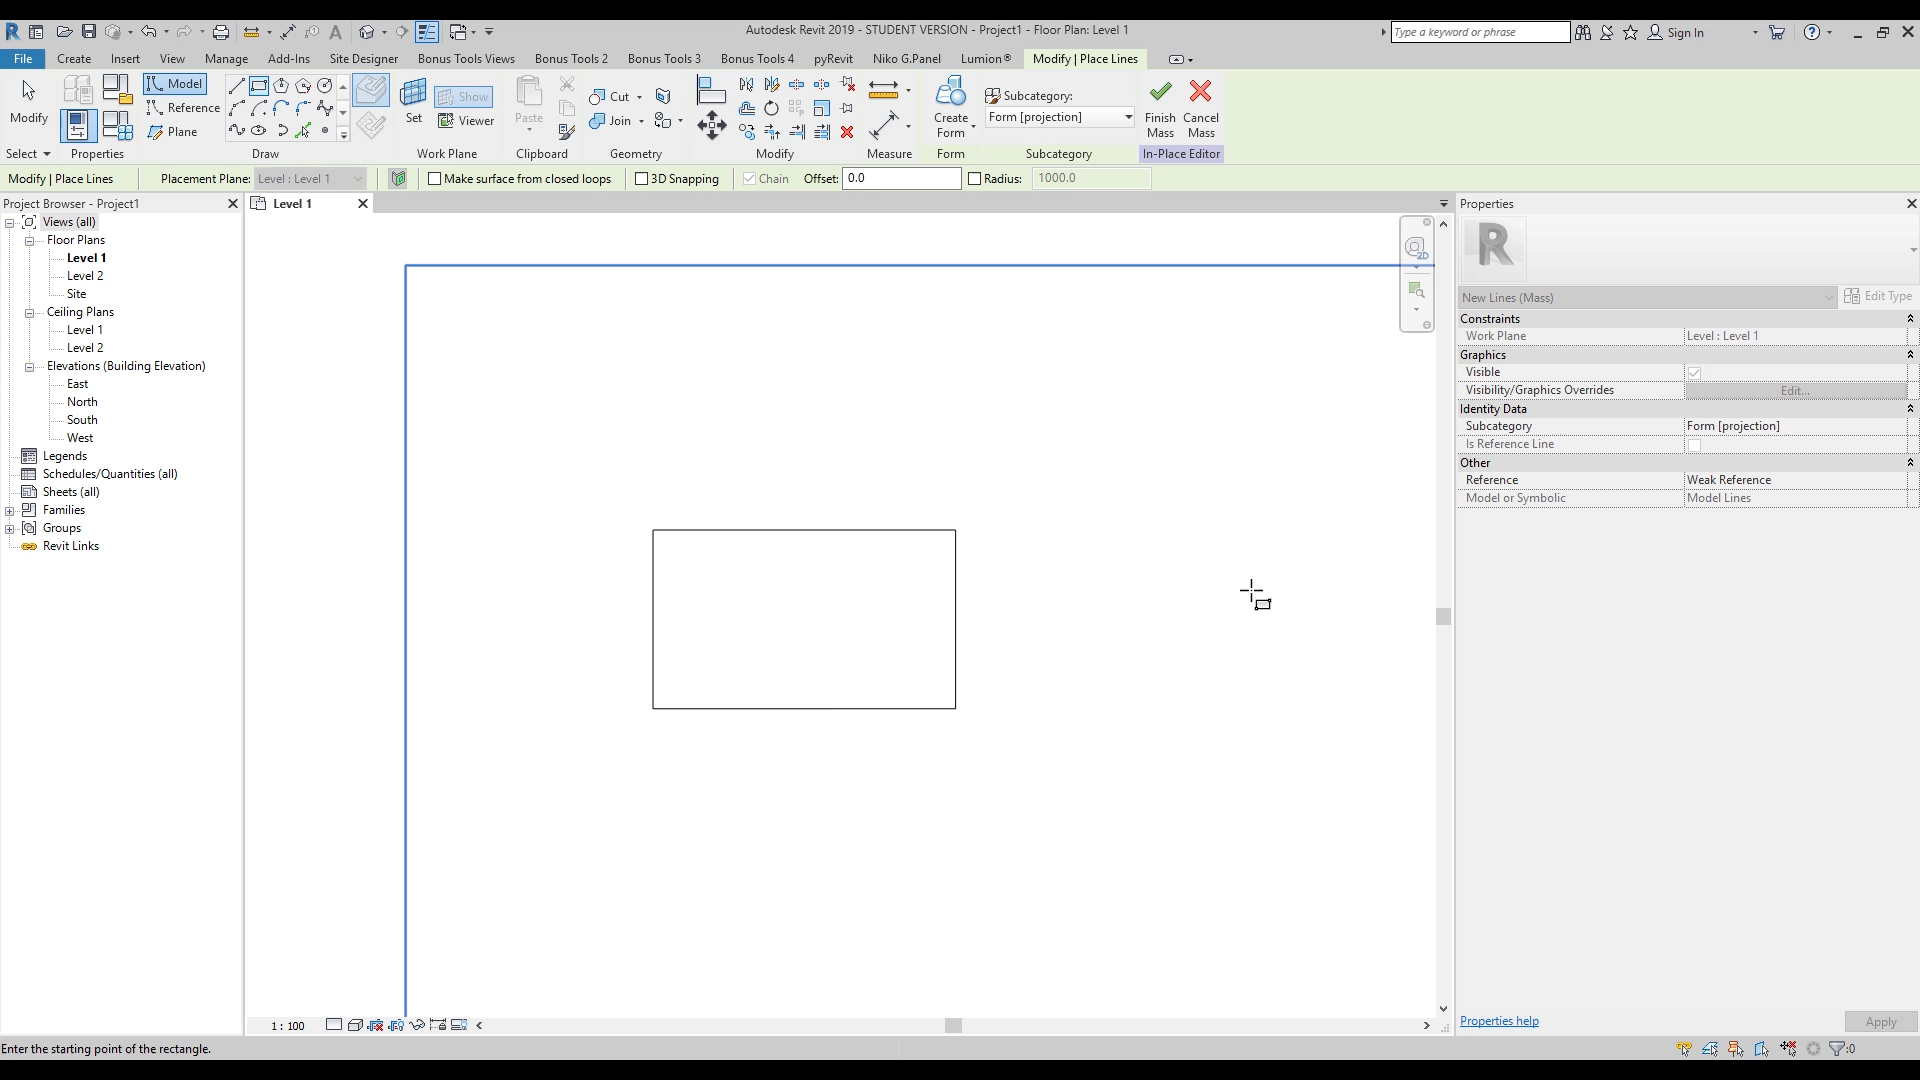 Autodesk Revit 2019 - STUDENT VERSION - Project1 - Floor Plan: Level 1
Type a keyword or phrase
Sign In
File Create Insert View Manage Add-Ins Site Designer Bonus Tools Views Bonus Tools 2 Bonus Tools 3 Bonus Tools 4 pyRevit Niko G.Panel Lumion® Modify | Place Lines
Modify
Select
Properties
Model
Reference
Plane
Draw
Set
Show
Viewer
Work Plane
Paste
Clipboard
Cut
Join
Geometry
Modify
Measure
Create Form
Form
Subcategory:
Form [projection]
Subcategory
Finish Mass
Cancel Mass
In-Place Editor
Modify | Place Lines Placement Plane: Level : Level 1 Make surface from closed loops 3D Snapping Chain Offset: 0.0 Radius: 1000.0
Project Browser - Project1
Views (all)
Floor Plans
Level 1
Level 2
Site
Ceiling Plans
Level 1
Level 2
Elevations (Building Elevation)
East
North
South
West
Legends
Schedules/Quantities (all)
Sheets (all)
Families
Groups
Revit Links
Level 1
2D
1 : 100
Properties
R
New Lines (Mass)
Edit Type
Constraints
Work Plane Level : Level 1
Graphics
Visible
Visibility/Graphics Overrides Edit...
Identity Data
Subcategory Form [projection]
Is Reference Line
Other
Reference Weak Reference
Model or Symbolic Model Lines
Properties help
Apply
Enter the starting point of the rectangle.
:0